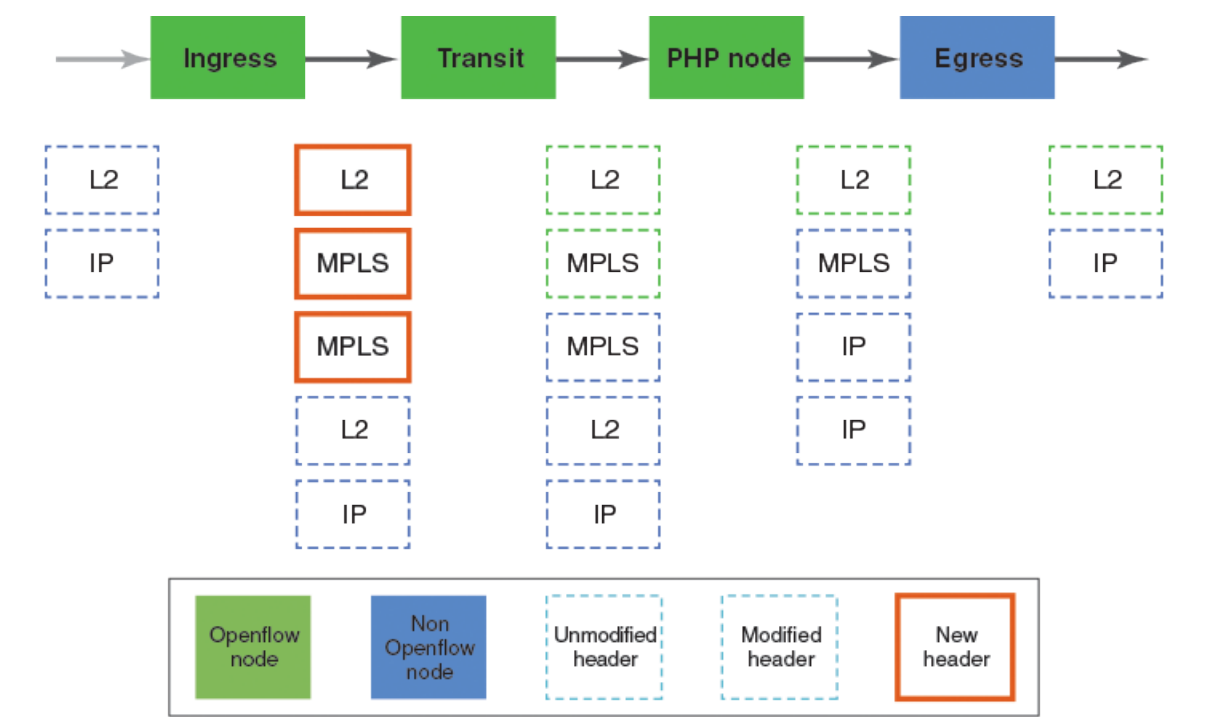 Ingress
Transit
PHP node
Egress
L2
L2
L2
L2
L2
IP
MPLS
MPLS
MPLS
IP
MPLS
MPLS
IP
L2
L2
IP
IP
IP
Openflow
node
Non
Openflow
node
Unmodified
header
Modified
header
New
header